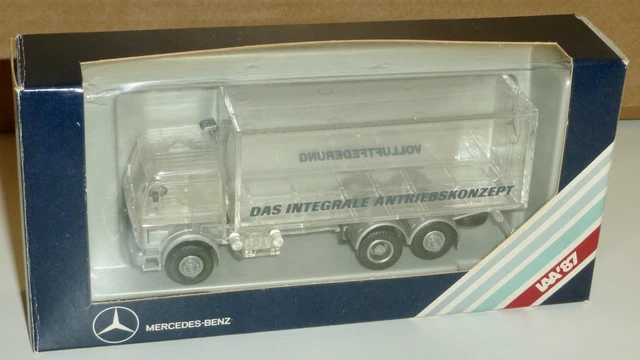 VOLLUFTFEDERUNG
DAS INTEGRALE ANTRIEBSKONZEPT
MERCEDES-BENZ
IAA'87